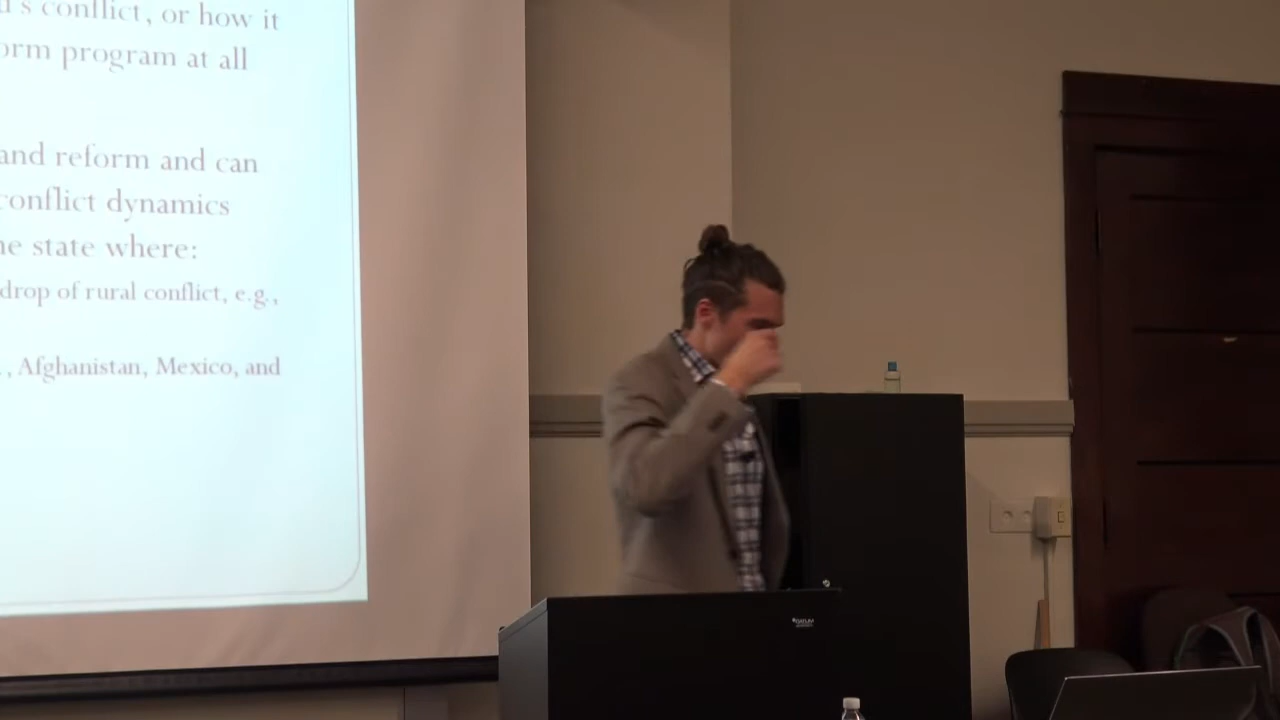 's conflict, or how it
orm program at all
and reform and can
conflict dynamics
he state where:
drop of rural conflict, e.g.,
., Afghanistan, Mexico, and